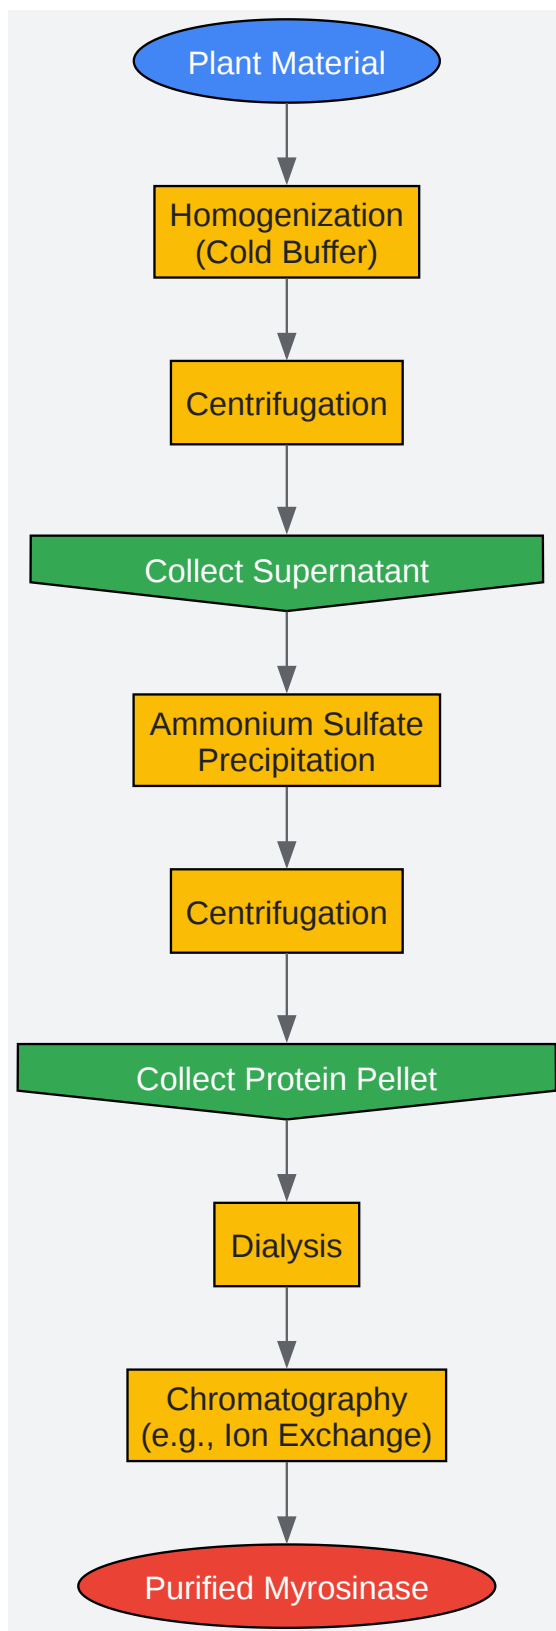 Plant Material
Homogenization
(Cold Buffer)
Centrifugation
Collect Supernatant
Ammonium Sulfate
Precipitation
Centrifugation
Collect Protein Pellet
Dialysis
Chromatography
(e.g., Ion Exchange)
Purified Myrosinase